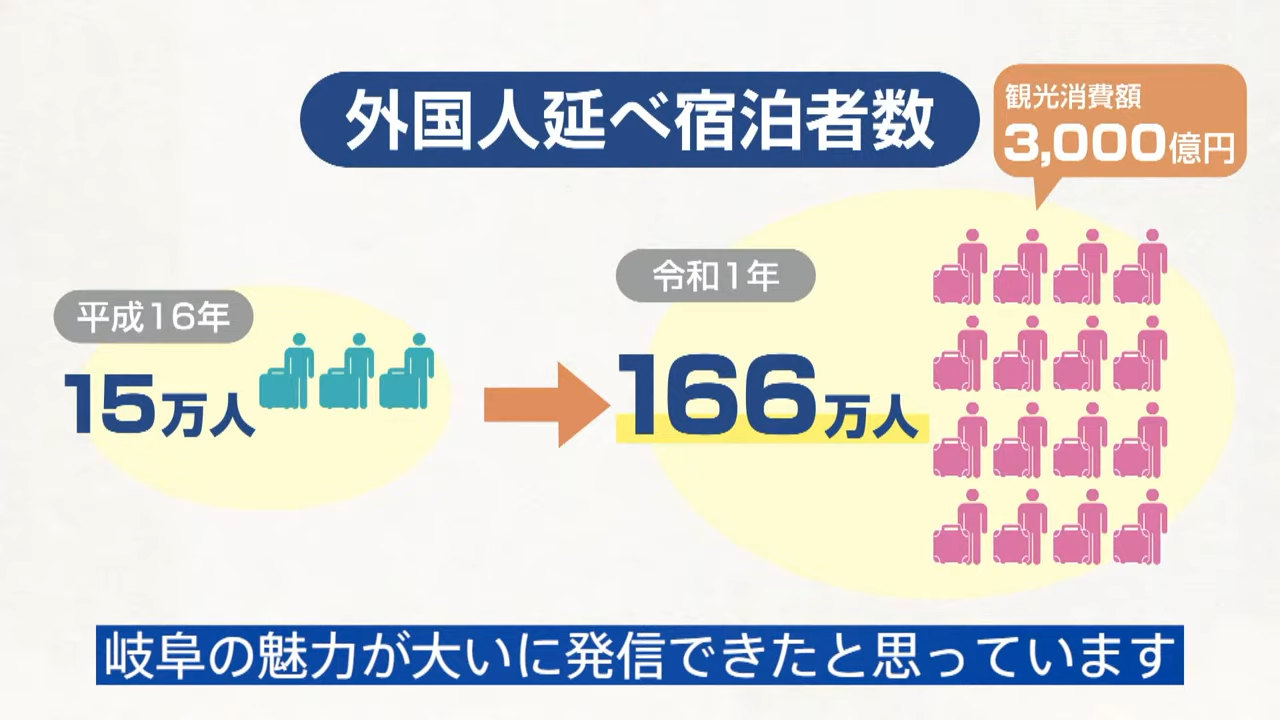 外国人延べ宿泊者数
観光消費額
3,000億円
平成16年
15万人
令和1年
166万人
岐阜の魅力が大いに発信できたと思っています